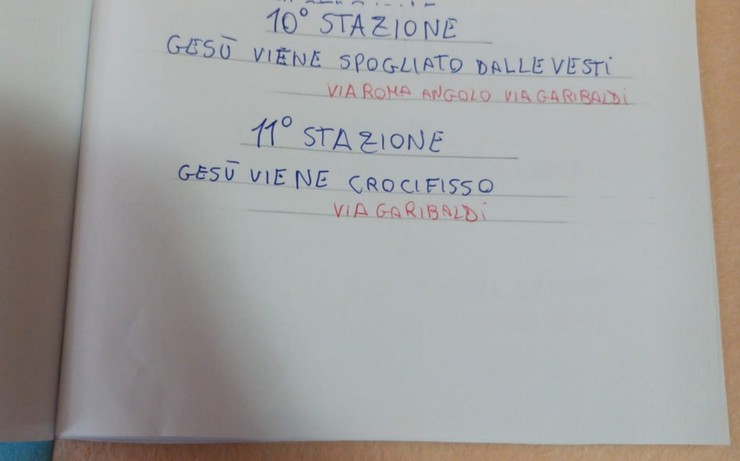 10° STAZIONE
GESÙ VIENE SPOGLIATO DALLE VESTI
VIA ROMA ANGOLO VIA GARIBALDI
11° STAZIONE
GESÙ VIENE CROCIFISSO
VIA GARIBALDI